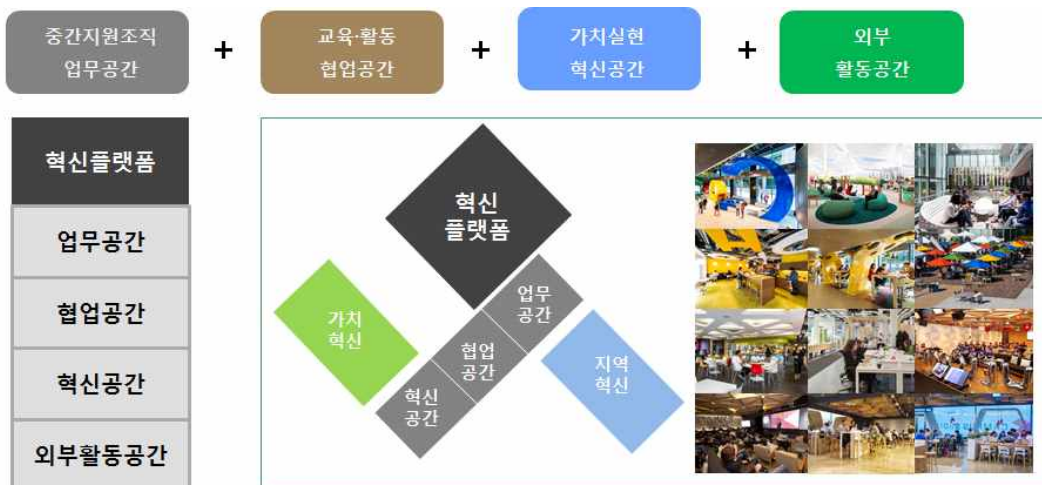 중간지원조직
업무공간
+
교육·활동
협업공간
+
가치실현
혁신공간
+
외부
활동공간
혁신플랫폼
업무공간
협업공간
혁신공간
외부활동공간
혁신
플랫폼
업무
공간
협업
공간
혁신
공간
가치
혁신
지역
혁신